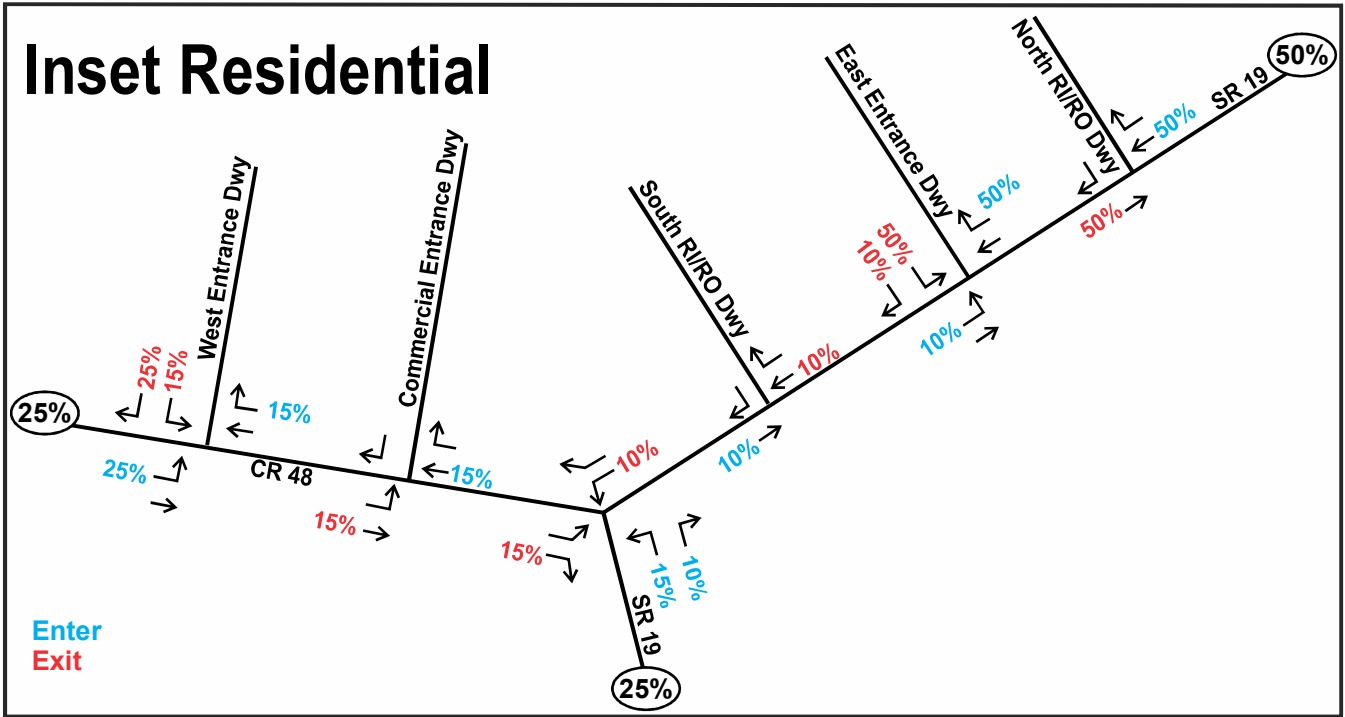 Inset Residential
50%
SR 19
North RI/RO Dwy
50%
50%
East Entrance Dwy
50%
50%
10%
10%
South RI/RO Dwy
10%
10%
Commercial Entrance Dwy
West Entrance Dwy
25%
15%
25%
15%
25%
CR 48
15%
15%
10%
15%
15%
10%
SR 19
25%
Enter
Exit